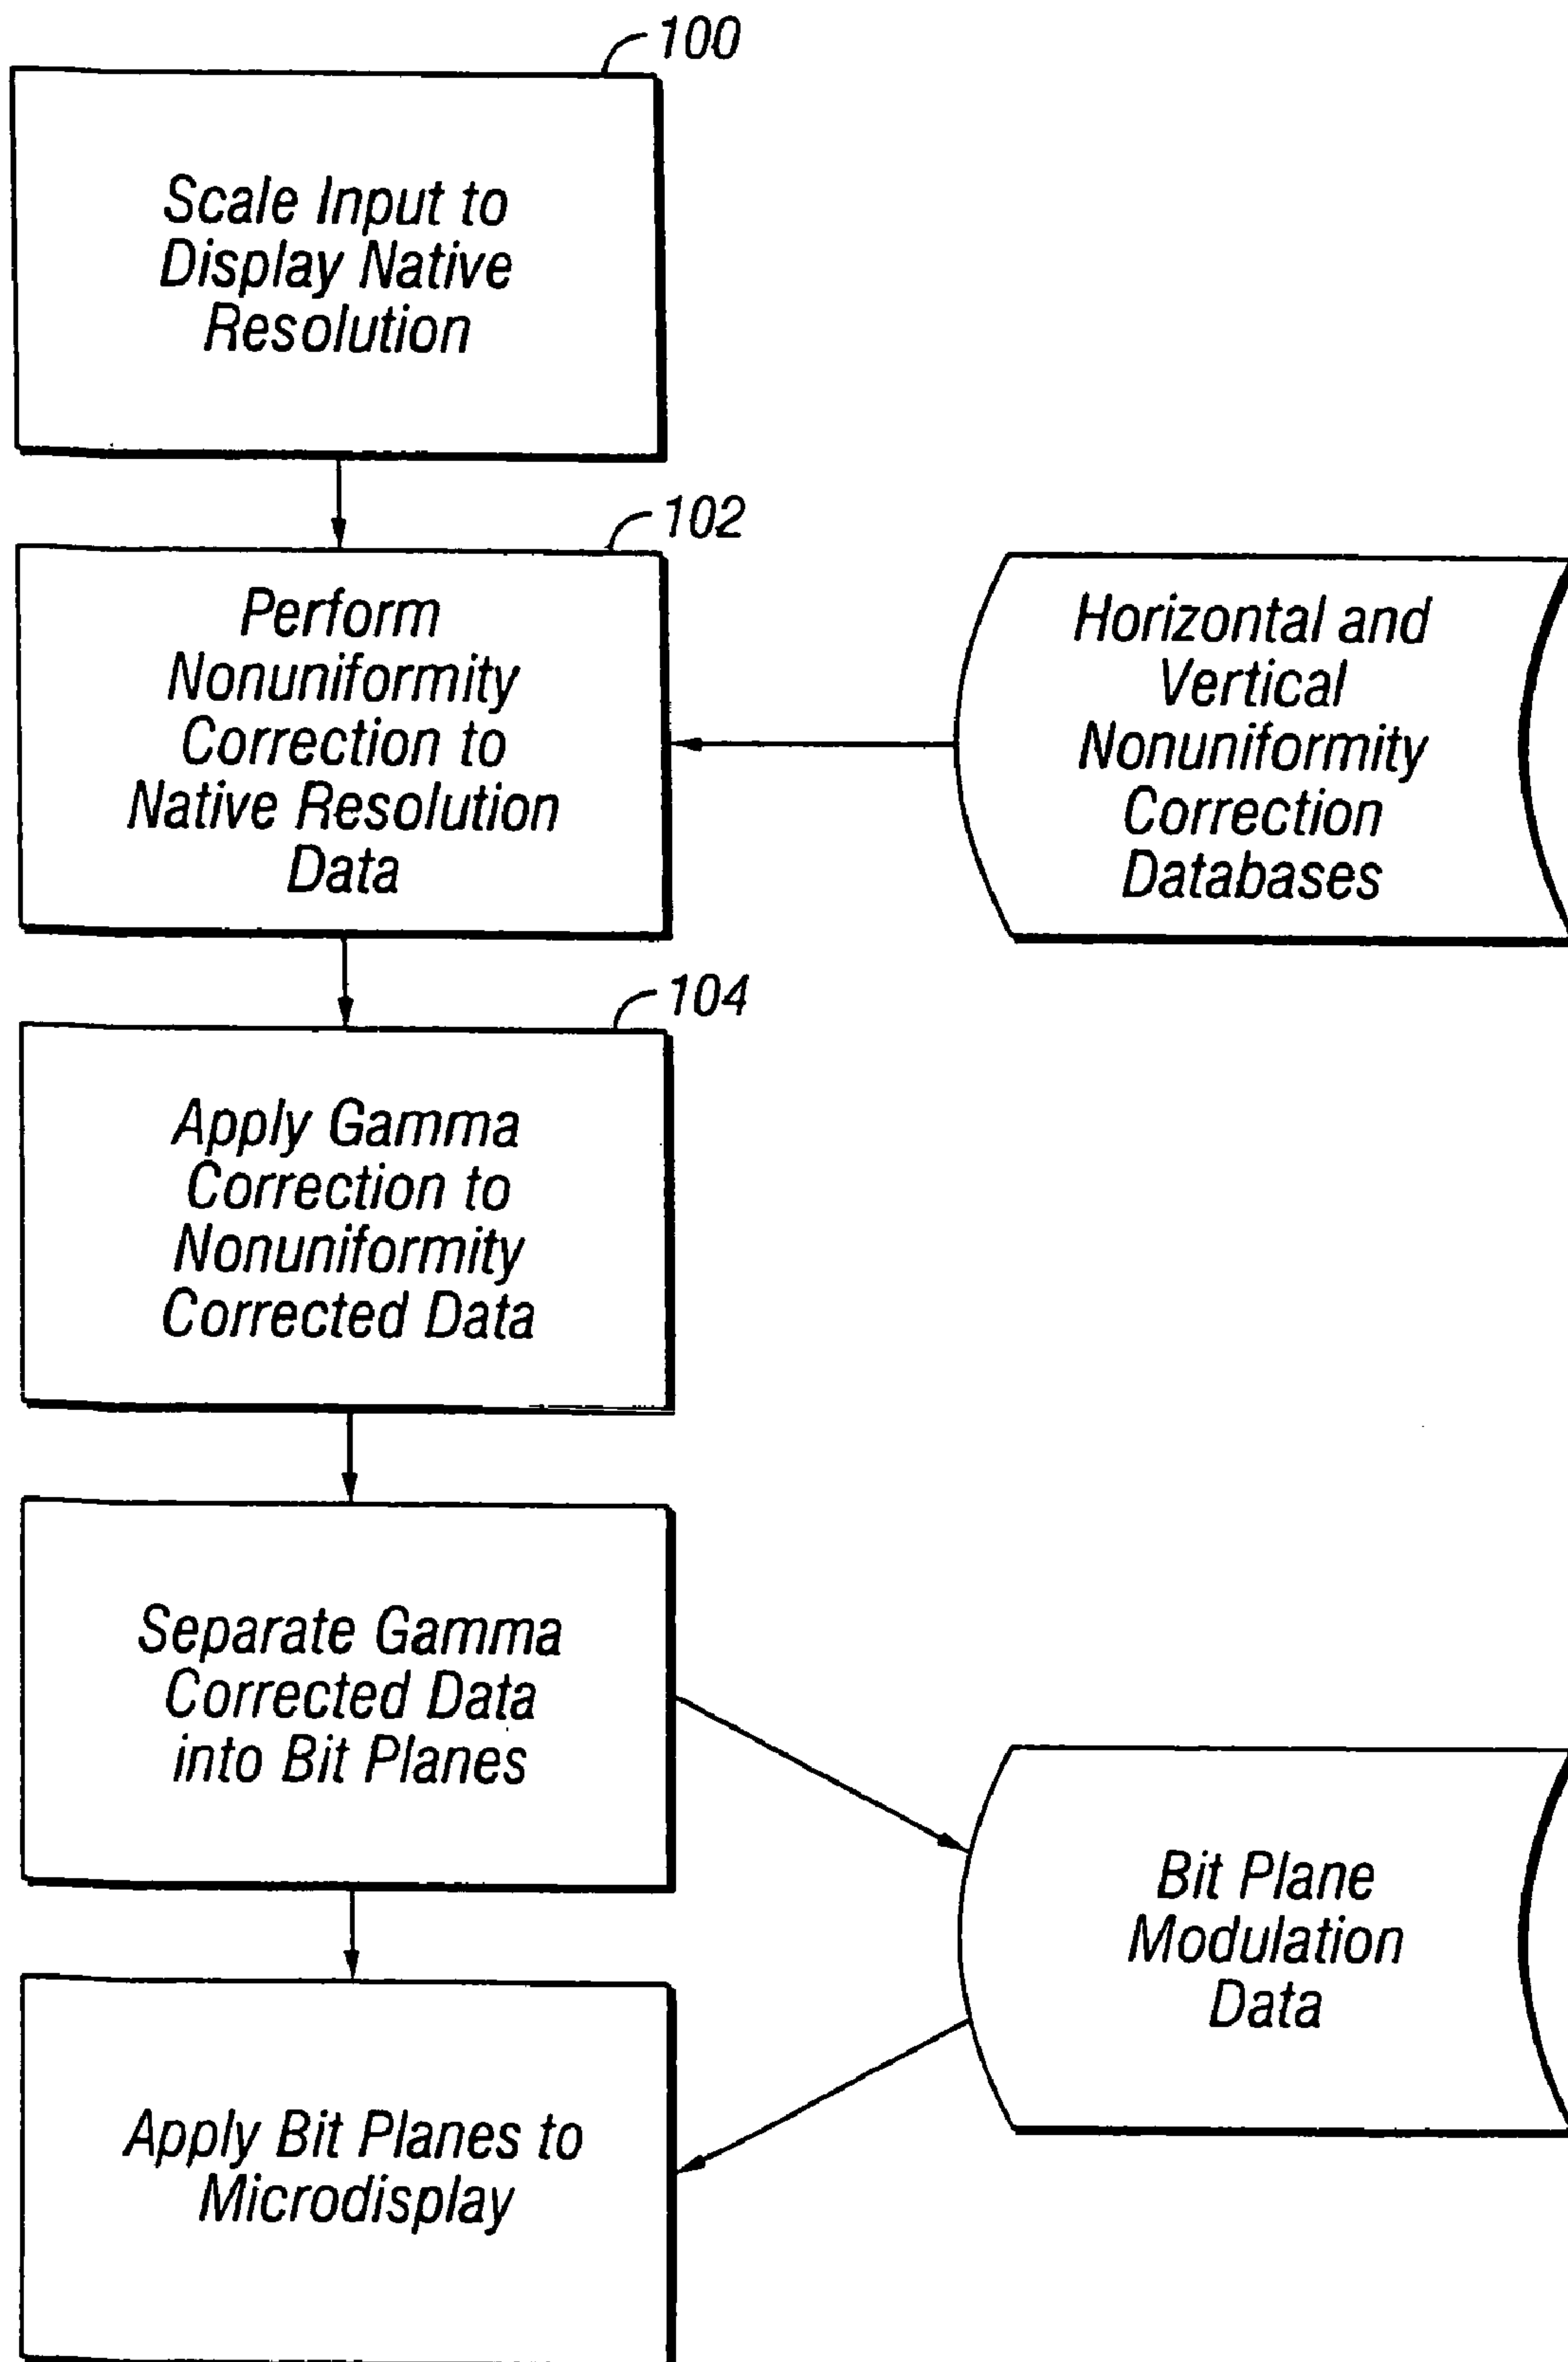 100
Scale Input to
Display Native
Resolution
102
Perform
Nonuniformity
Correction to
Native Resolution
Data
Horizontal and
Vertical
Nonuniformity
Correction
Databases
104
Apply Gamma
Correction to
Nonuniformity
Corrected Data
Separate Gamma
Corrected Data
into Bit Planes
Bit Plane
Modulation
Data
Apply Bit Planes to
Microdisplay